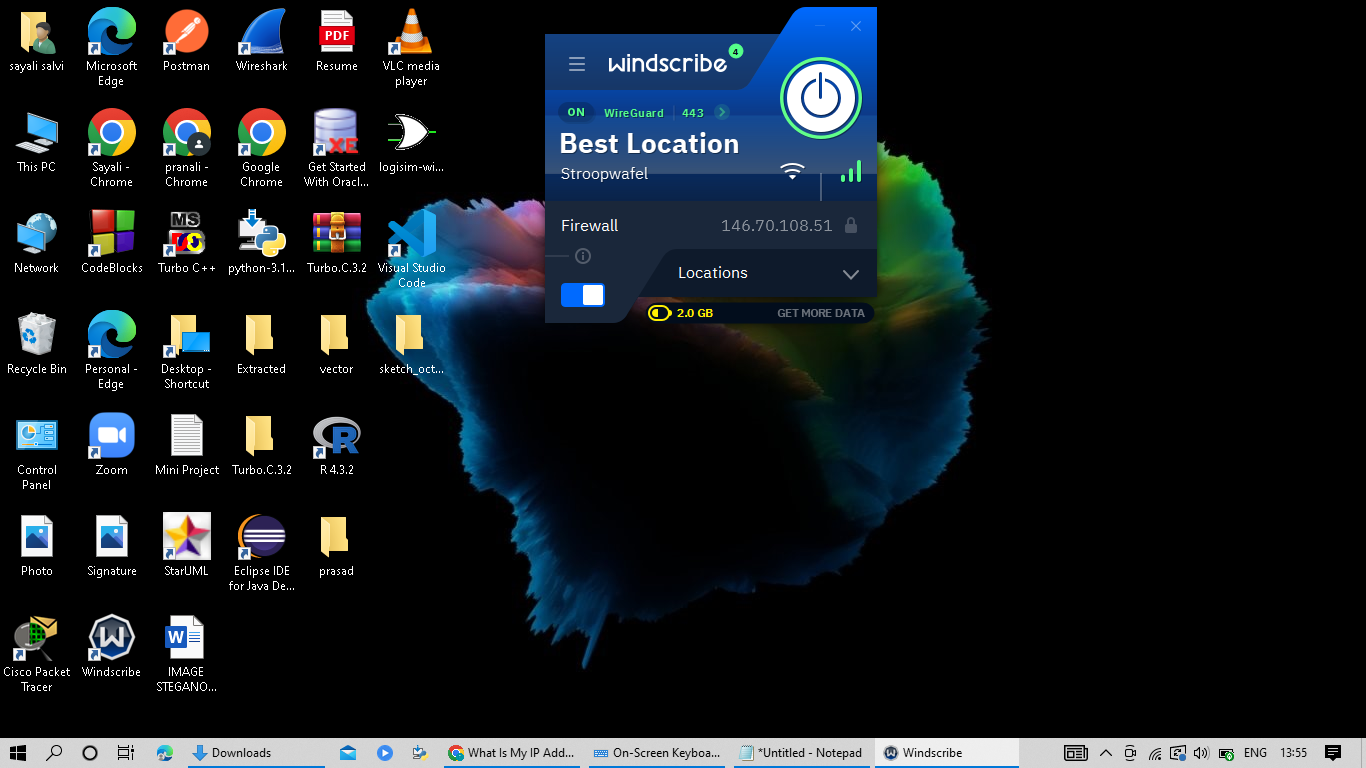 sayali salvi
Microsoft
Edge
Postman
Wireshark
PDF
Resume
VLC media
player
This PC
Sayali -
Chrome
pranali -
Chrome
Google
Chrome
XE
Get Started
With Oracl...
logisim-wi...
Network
CodeBlocks
MS
Turbo C++
python-3.1...
Turbo.C.3.2
Visual Studio
Code
Recycle Bin
Personal -
Edge
Desktop -
Shortcut
Extracted
vector
sketch_oct...
Control
Panel
Zoom
Mini Project
Turbo.C.3.2
R
R 4.3.2
Photo
Signature
StarUML
Eclipse IDE
for Java De...
prasad
Cisco Packet
Tracer
W
Windscribe
W
IMAGE
STEGANO...
windscribe
4
ON WireGuard 443
Best Location
Stroopwafel
Firewall 146.70.108.51
Locations
2.0 GB GET MORE DATA
Downloads
What Is My IP Add...
On-Screen Keyboa...
*Untitled - Notepad
Windscribe
ENG
13:55